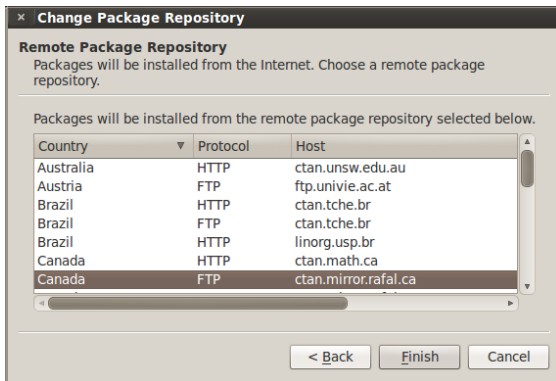 × Change Package Repository
Remote Package Repository
Packages will be installed from the Internet. Choose a remote package
repository.
Packages will be installed from the remote package repository selected below.
Country Protocol Host
Australia HTTP ctan.unsw.edu.au
Austria FTP ftp.univie.ac.at
Brazil HTTP ctan.tche.br
Brazil FTP ctan.tche.br
Brazil HTTP linorg.usp.br
Canada HTTP ctan.math.ca
Canada FTP ctan.mirror.rafal.ca
< Back Finish Cancel